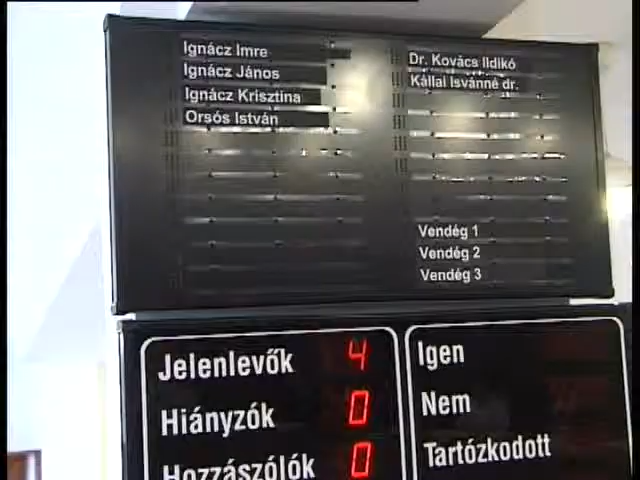 Ignácz Imre
Ignácz János
Ignácz Krisztina
Orsós István
Dr. Kovács Ildikó
Kállai Isvánné dr.
Vendég 1
Vendég 2
Vendég 3
Jelenlevők 4
Hiányzók 0
Hozzászólók 0
Igen
Nem
Tartózkodott